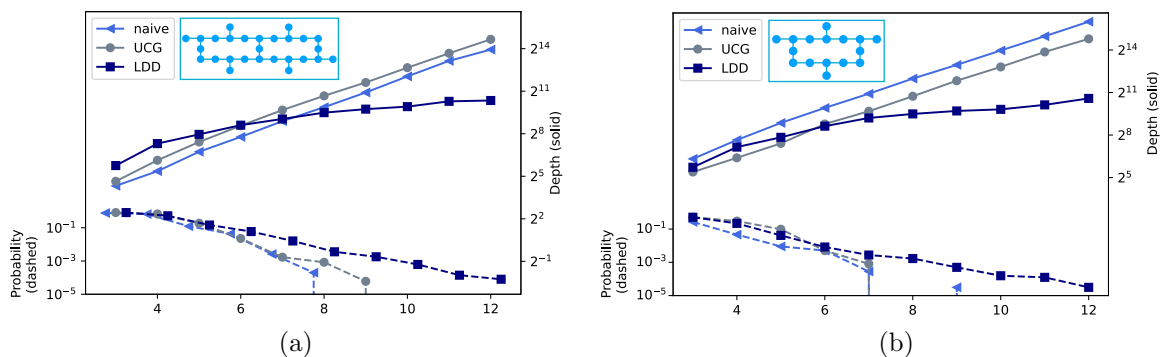 naive
UCG
LDD
2^14
2^11
2^8
2^5
2^2
2^−1
Depth (solid)
10^−1
10^−3
10^−5
Probability
(dashed)
4 6 8 10 12
(a)
naive
UCG
LDD
2^14
2^11
2^8
2^5
Depth (solid)
10^−1
10^−3
10^−5
Probability
(dashed)
4 6 8 10 12
(b)